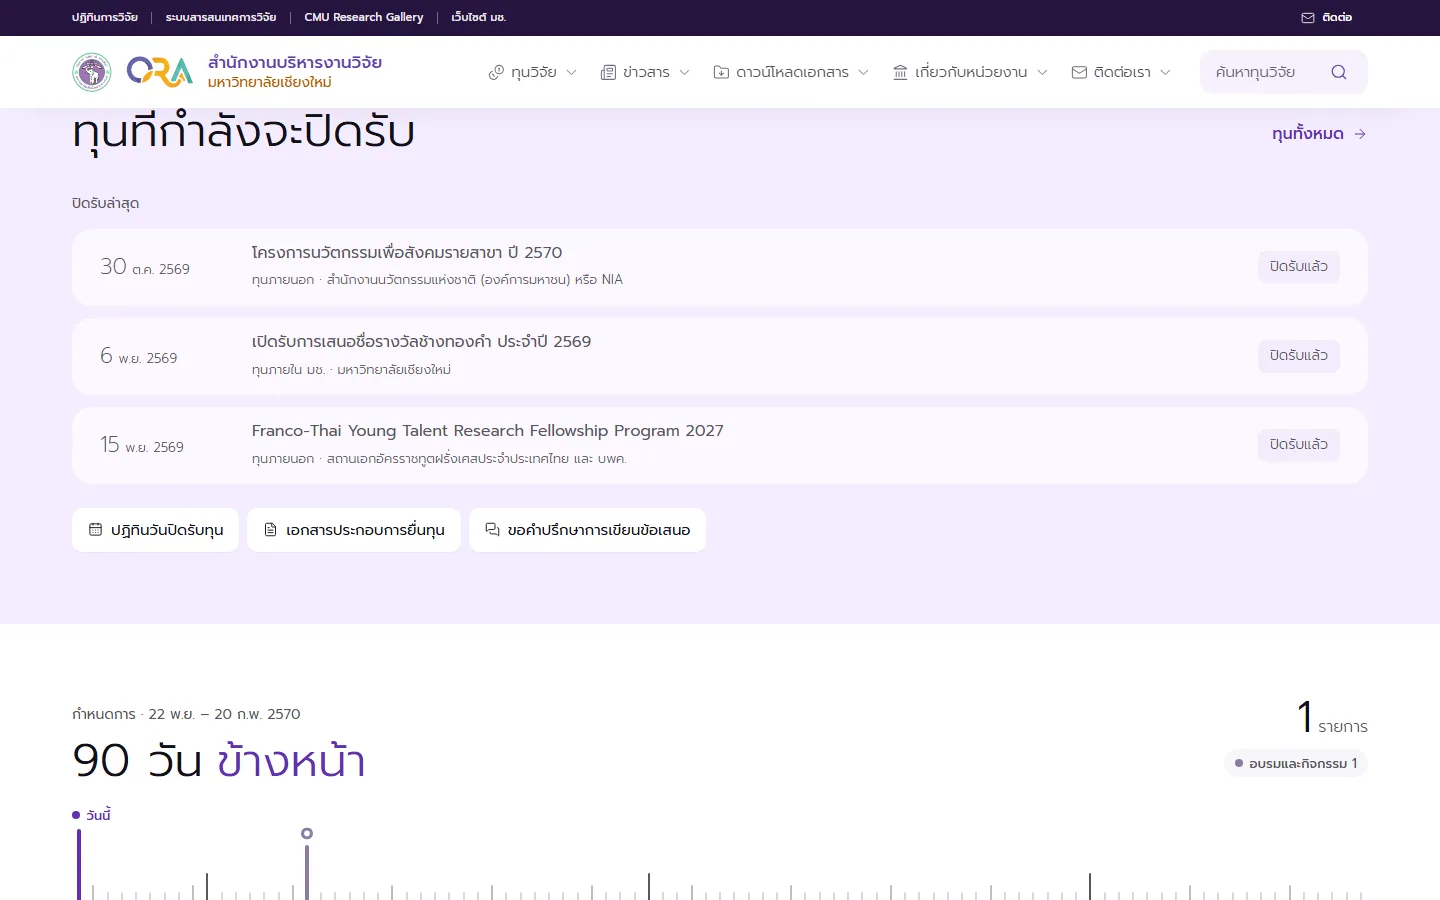 ปฏิทินการวิจัย
ระบบสารสนเทศการวิจัย
CMU Research Gallery
เว็บไซต์ มช.
ติดต่อ
ORA
สำนักงานบริหารงานวิจัย
มหาวิทยาลัยเชียงใหม่
ทุนวิจัย
ข่าวสาร
ดาวน์โหลดเอกสาร
เกี่ยวกับหน่วยงาน
ติดต่อเรา
ค้นหาทุนวิจัย
ทุนที่กำลังจะปิดรับ
ทุนทั้งหมด
ปิดรับล่าสุด
30 ต.ค. 2569
โครงการนวัตกรรมเพื่อสังคมรายสาขา ปี 2570
ทุนภายนอก · สำนักงานนวัตกรรมแห่งชาติ (องค์การมหาชน) หรือ NIA
ปิดรับแล้ว
6 พ.ย. 2569
เปิดรับการเสนอชื่อรางวัลช้างทองคำ ประจำปี 2569
ทุนภายใน มช. · มหาวิทยาลัยเชียงใหม่
ปิดรับแล้ว
15 พ.ย. 2569
Franco-Thai Young Talent Research Fellowship Program 2027
ทุนภายนอก · สถานเอกอัครราชทูตฝรั่งเศสประจำประเทศไทย และ บพค.
ปิดรับแล้ว
ปฏิทินวันปิดรับทุน
เอกสารประกอบการยื่นทุน
ขอคำปรึกษาการเขียนข้อเสนอ
กำหนดการ · 22 พ.ย. – 20 ก.พ. 2570
90 วัน ข้างหน้า
1 รายการ
อบรมและกิจกรรม 1
วันนี้